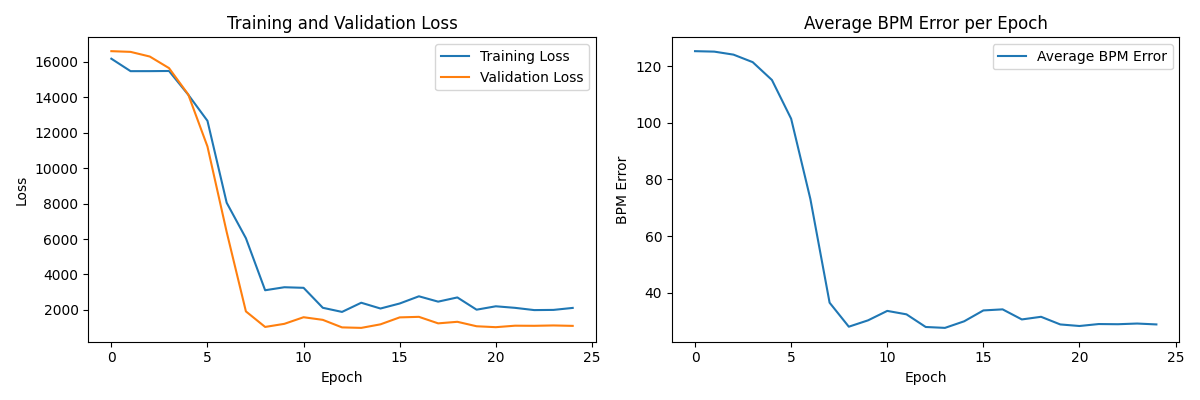 Training and Validation Loss
Training Loss
Validation Loss
16000
14000
12000
10000
8000
6000
4000
2000
Loss
0
5
10
15
20
25
Epoch
Average BPM Error per Epoch
Average BPM Error
120
100
80
60
40
BPM Error
0
5
10
15
20
25
Epoch